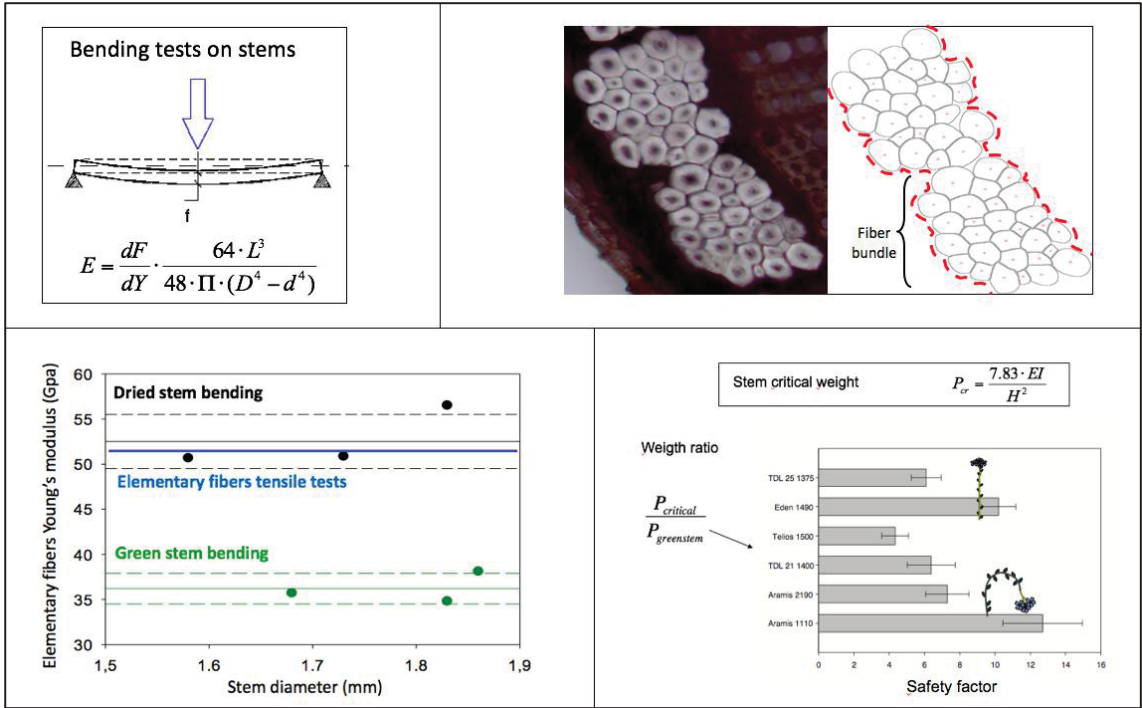 Bending tests on stems
f
E = dF/dY · 64 · L³ / 48 · Π · (D⁴ − d⁴)
Fiber
bundle
60
55
50
45
40
35
30
Elementary fibers Young's modulus (Gpa)
Dried stem bending
Elementary fibers tensile tests
Green stem bending
1,5
1.6
1.7
1.8
1,9
Stem diameter (mm)
Stem critical weight
P_cr = 7.83 · EI / H²
Weigth ratio
P_critical / P_greenstem
TDL 25 1375
Eden 1490
Telios 1500
TDL 21 1400
Aramis 2190
Aramis 1110
0
2
4
6
8
10
12
14
16
Safety factor